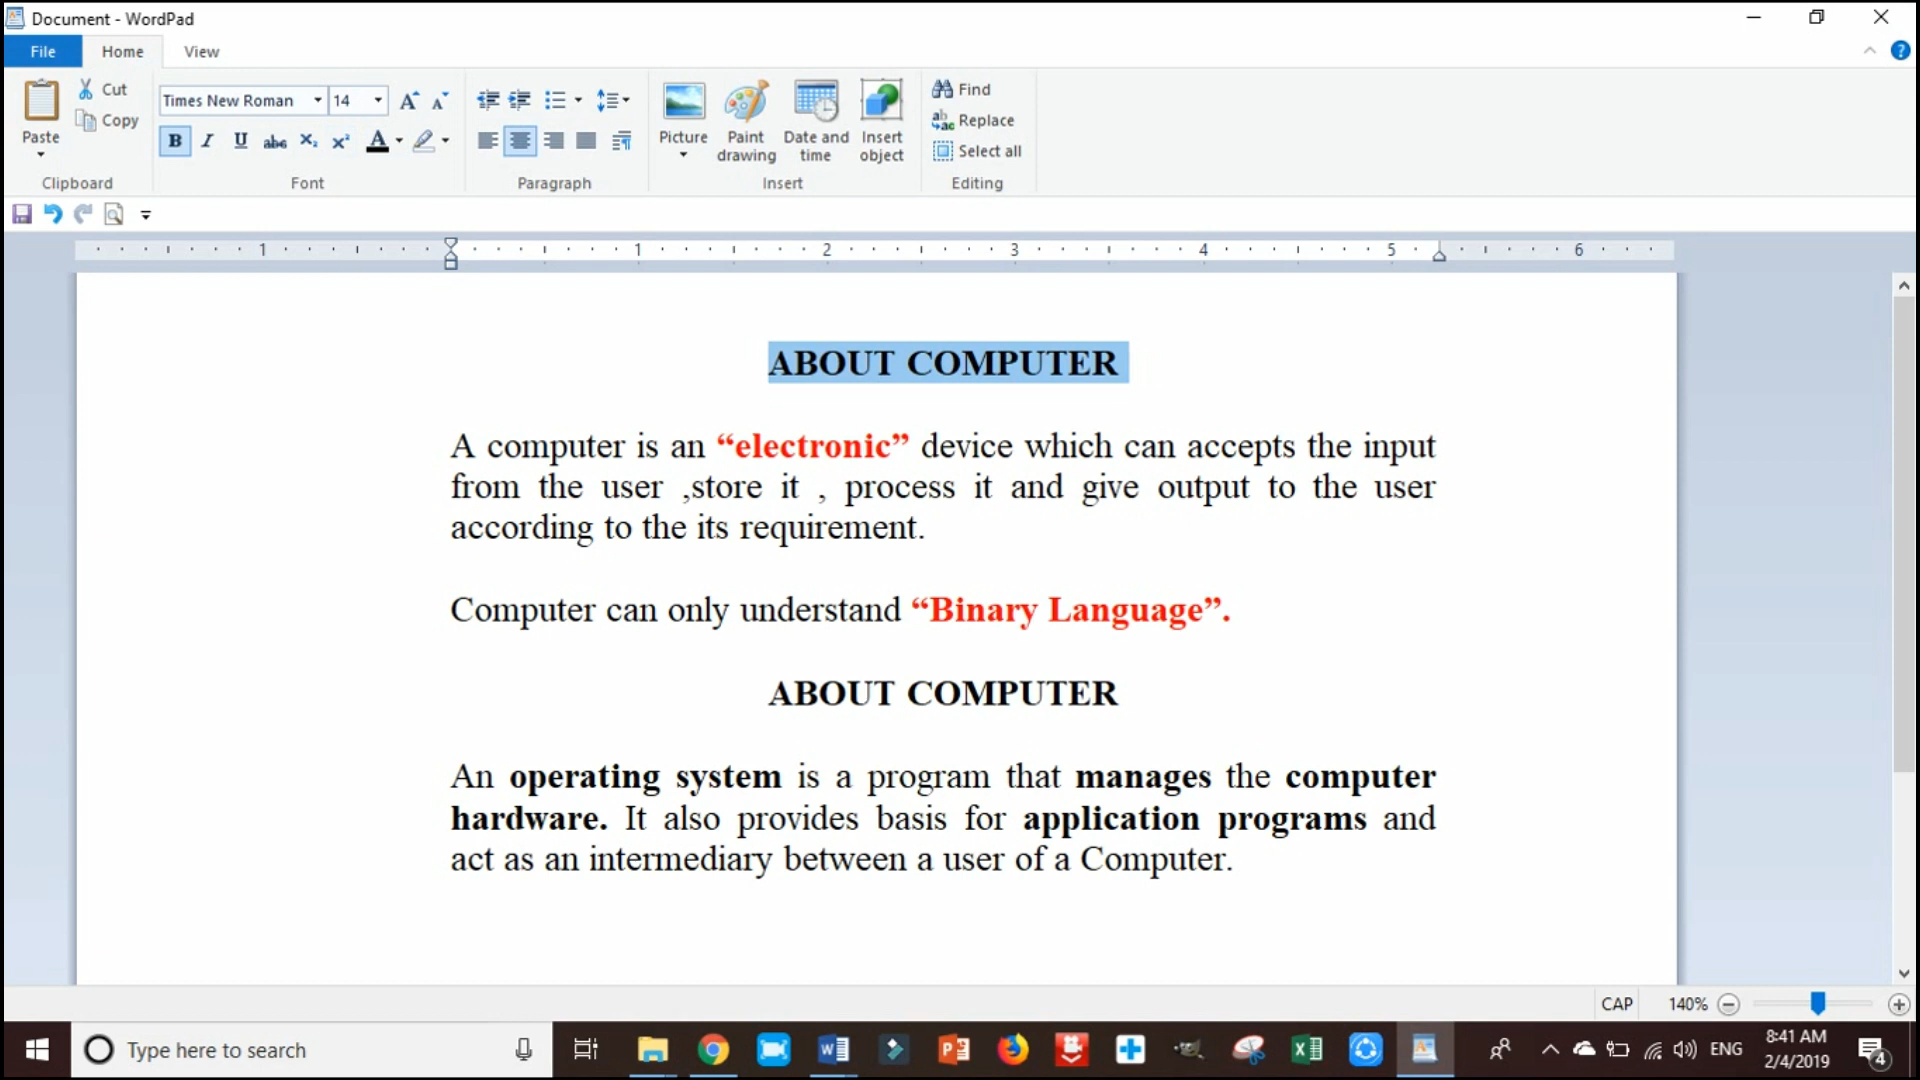 Document - WordPad
File Home View
Paste Cut Copy Clipboard
Times New Roman 14
B I U abc X₂ X² A
Font
Paragraph
Picture Paint drawing Date and time Insert object
Insert
Find
Replace
Select all
Editing
1 1 2 3 4 5 6
ABOUT COMPUTER
A computer is an “electronic” device which can accepts the input
from the user ,store it , process it and give output to the user
according to the its requirement.
Computer can only understand “Binary Language”.
ABOUT COMPUTER
An operating system is a program that manages the computer
hardware. It also provides basis for application programs and
act as an intermediary between a user of a Computer.
CAP 140%
Type here to search
ENG 8:41 AM
2/4/2019 4